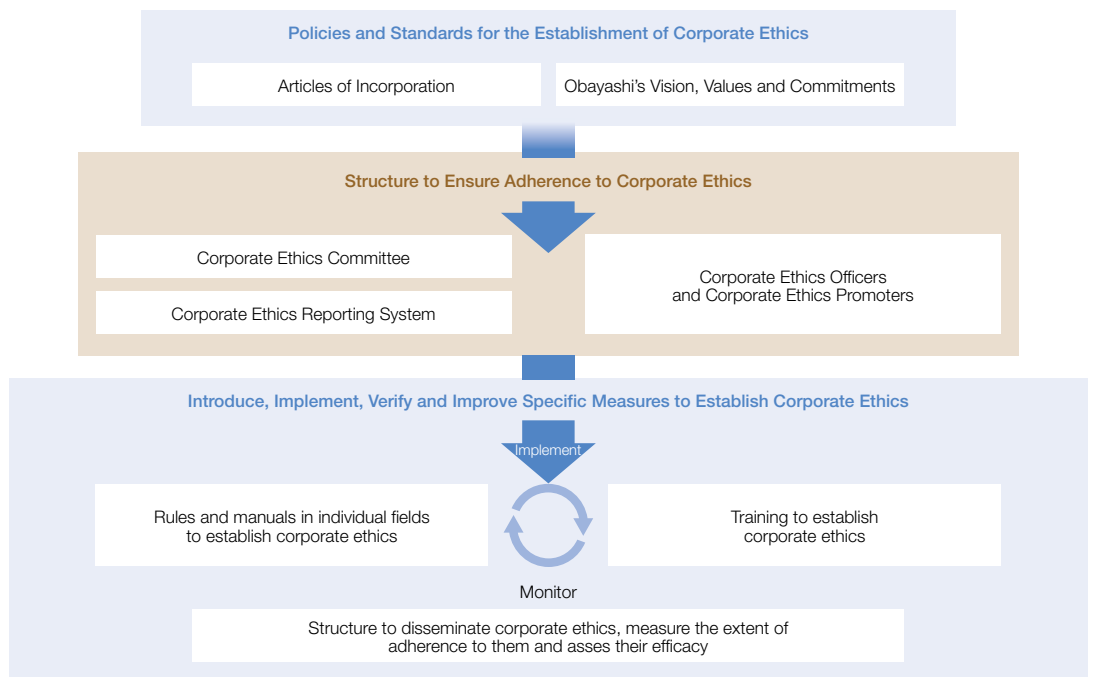 Policies and Standards for the Establishment of Corporate Ethics
Articles of Incorporation
Obayashi's Vision, Values and Commitments
Structure to Ensure Adherence to Corporate Ethics
Corporate Ethics Committee
Corporate Ethics Reporting System
Corporate Ethics Officers
and Corporate Ethics Promoters
Introduce, Implement, Verify and Improve Specific Measures to Establish Corporate Ethics
Implement
Rules and manuals in individual fields
to establish corporate ethics
Training to establish
corporate ethics
Monitor
Structure to disseminate corporate ethics, measure the extent of
adherence to them and asses their efficacy